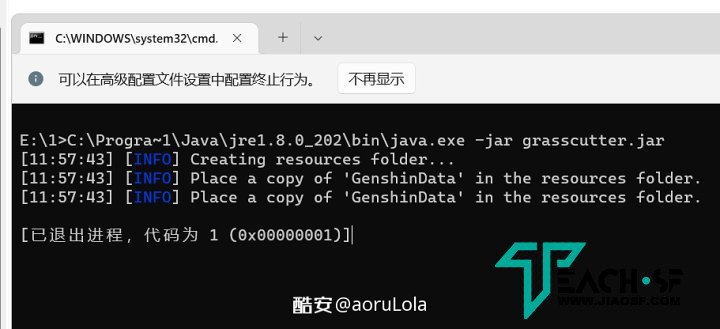 C:\WINDOWS\system32\cmd.
可以在高级配置文件设置中配置终止行为。 不再显示
E:\1>C:\Progra~1\Java\jre1.8.0_202\bin\java.exe -jar grasscutter.jar
[11:57:43] [INFO] Creating resources folder...
[11:57:43] [INFO] Place a copy of 'GenshinData' in the resources folder.
[11:57:43] [INFO] Place a copy of 'GenshinData' in the resources folder.
[已退出进程，代码为 1 (0x00000001)]
TEACH·SF
WWW.JIAOSF.COM
酷安@aoruLola